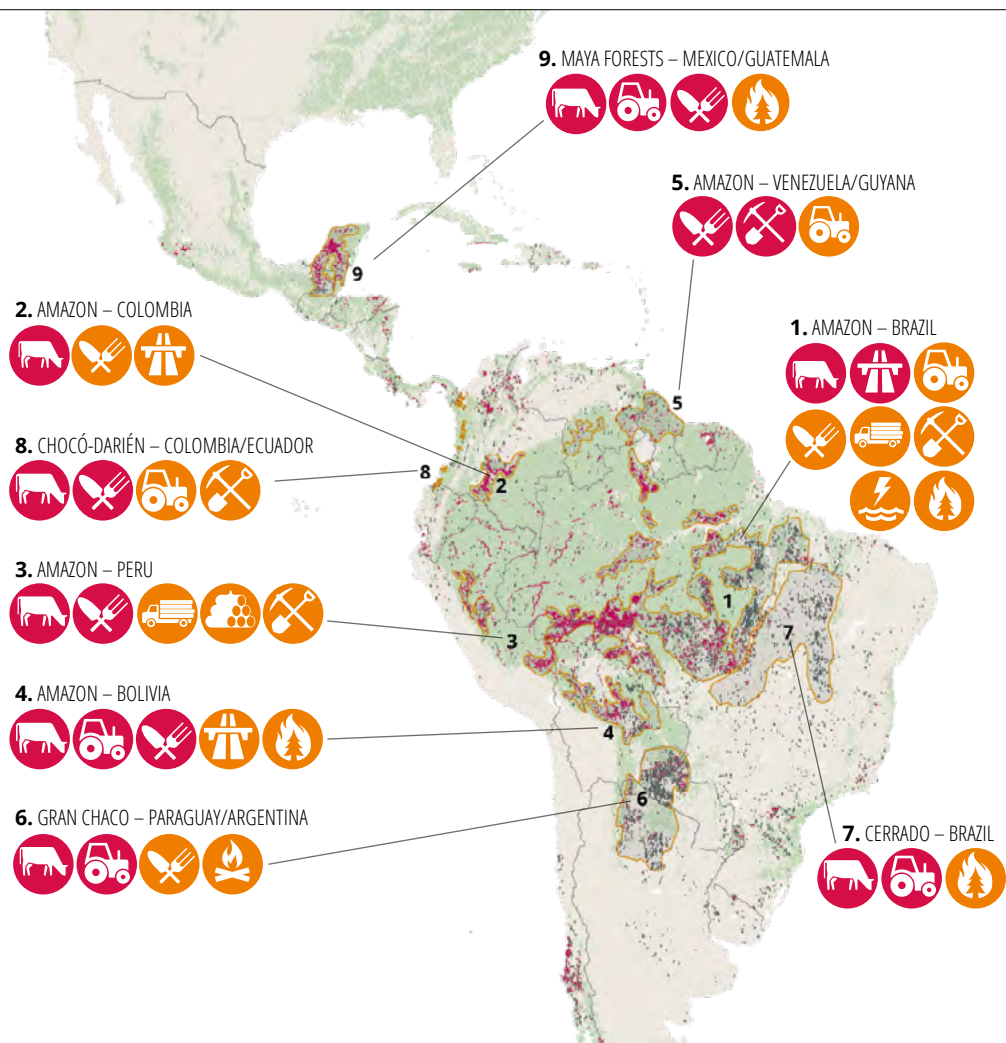 9. MAYA FORESTS – MEXICO/GUATEMALA
5. AMAZON – VENEZUELA/GUYANA
9
2. AMAZON – COLOMBIA
1. AMAZON – BRAZIL
5
8. CHOCÓ-DARIÉN – COLOMBIA/ECUADOR
8
2
3. AMAZON – PERU
1
3
7
4. AMAZON – BOLIVIA
4
6. GRAN CHACO – PARAGUAY/ARGENTINA
6
7. CERRADO – BRAZIL